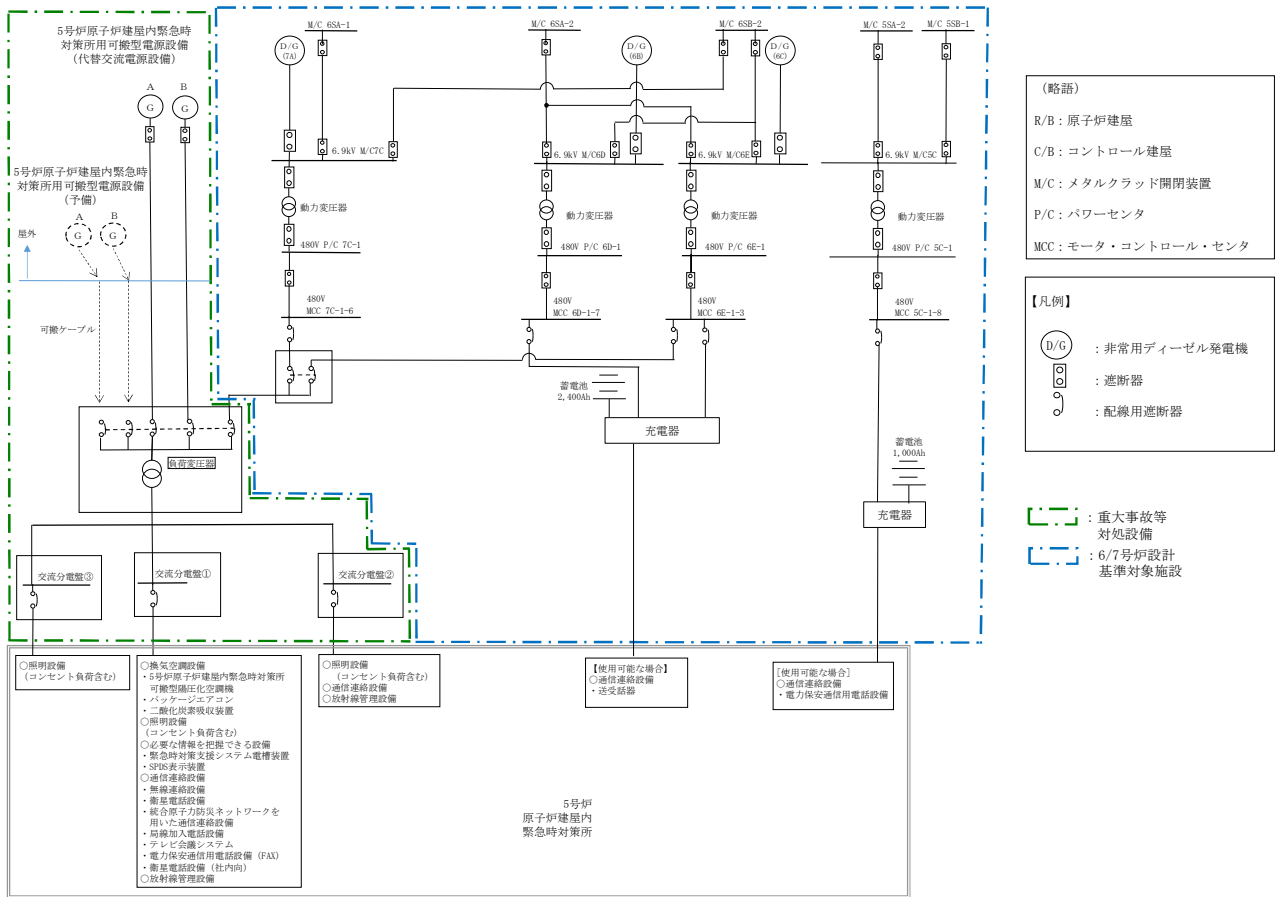 5号炉原子炉建屋内緊急時
対策所用可搬型電源設備
(代替交流電源設備)
A
B
G
G
5号炉原子炉建屋内緊急時
対策所用可搬型電源設備
(予備)
A
B
G
G
屋外
可搬ケーブル
負荷変圧器
交流分電盤③
交流分電盤①
交流分電盤②
M/C 6SA-1
M/C 6SA-2
M/C 6SB-2
M/C 5SA-2
M/C 5SB-1
D/G
(7A)
D/G
(6B)
D/G
(6C)
6.9kV M/C7C
6.9kV M/C6D
6.9kV M/C6E
6.9kV M/C5C
動力変圧器
動力変圧器
動力変圧器
動力変圧器
480V P/C 7C-1
480V P/C 6D-1
480V P/C 6E-1
480V P/C 5C-1
480V
MCC 7C-1-6
480V
MCC 6D-1-7
480V
MCC 6E-1-3
480V
MCC 5C-1-8
蓄電池
2,400Ah
充電器
蓄電池
1,000Ah
充電器
○照明設備
(コンセント負荷含む)
○換気空調設備
・5号炉原子炉建屋内緊急時対策所
可搬型陽圧化空調機
・パッケージエアコン
・二酸化炭素吸収装置
○照明設備
(コンセント負荷含む)
○必要な情報を把握できる設備
・緊急時対策支援システム電槽装置
・SPDS表示装置
○通信連絡設備
・無線連絡設備
・衛星電話設備
・統合原子力防災ネットワークを
用いた通信連絡設備
・局線加入電話設備
・テレビ会議システム
・電力保安通信用電話設備 (FAX)
・衛星電話設備 (社内向)
○放射線管理設備
○照明設備
(コンセント負荷含む)
○通信連絡設備
○放射線管理設備
【使用可能な場合】
○通信連絡設備
・送受話器
[使用可能な場合]
○通信連絡設備
・電力保安通信用電話設備
5号炉
原子炉建屋内
緊急時対策所
(略語)
R/B：原子炉建屋
C/B：コントロール建屋
M/C：メタルクラッド開閉装置
P/C：パワーセンタ
MCC：モータ・コントロール・センタ
【凡例】
D/G ：非常用ディーゼル発電機
：遮断器
：配線用遮断器
：重大事故等
対処設備
：6/7号炉設計
基準対象施設